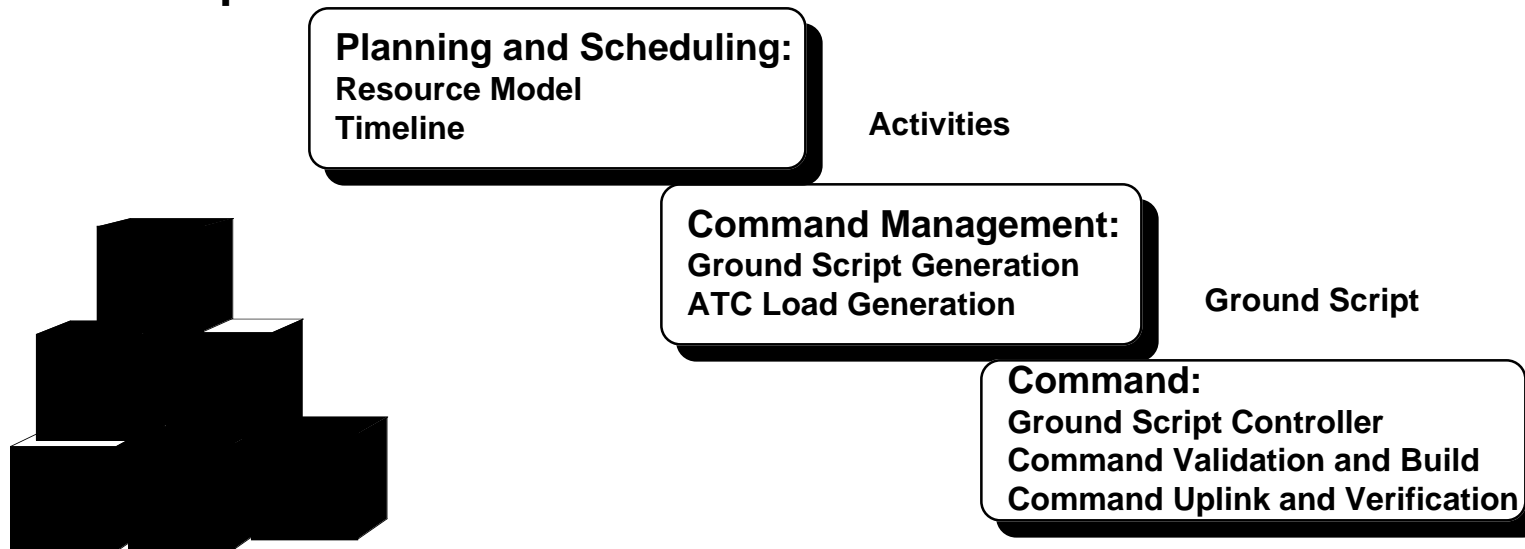 Planning and Scheduling:
Resource Model
Timeline
Activities
Command Management:
Ground Script Generation
ATC Load Generation
Ground Script
Command:
Ground Script Controller
Command Validation and Build
Command Uplink and Verification